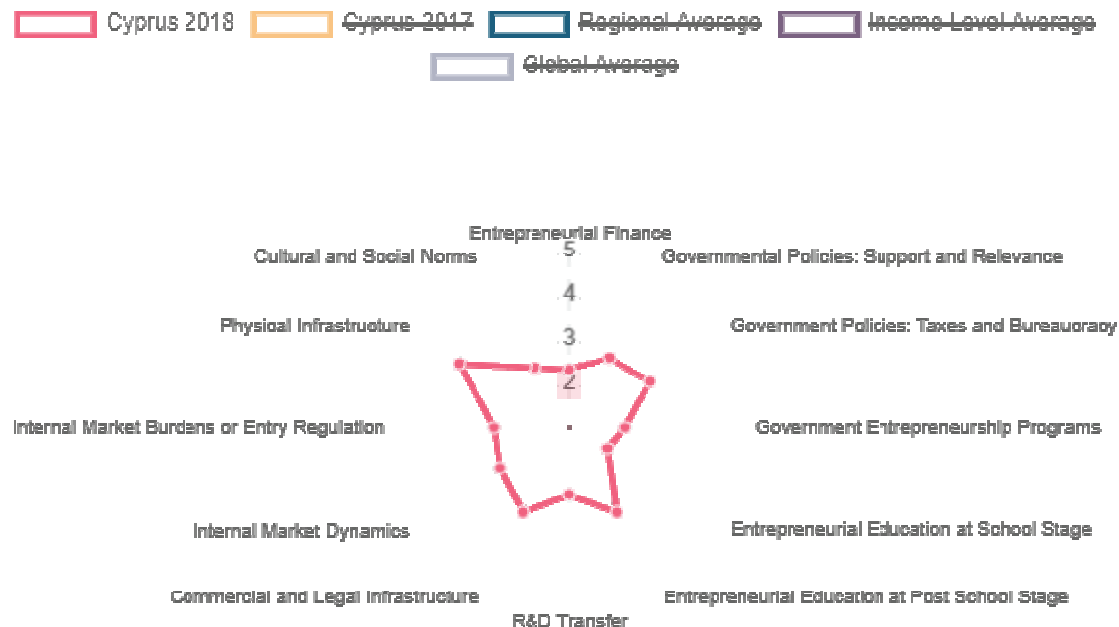 Cyprus 2018 Cyprus 2017 Regional Average Income Level Average
Global Average
Entrepreneurial Finance
Cultural and Social Norms 5 Governmental Policies: Support and Relevance
4
Physical Infrastructure Government Policies: Taxes and Bureaucracy
3
2
Internal Market Burdens or Entry Regulation Government Entrepreneurship Programs
Internal Market Dynamics Entrepreneurial Education at School Stage
Commercial and Legal Infrastructure Entrepreneurial Education at Post School Stage
R&D Transfer